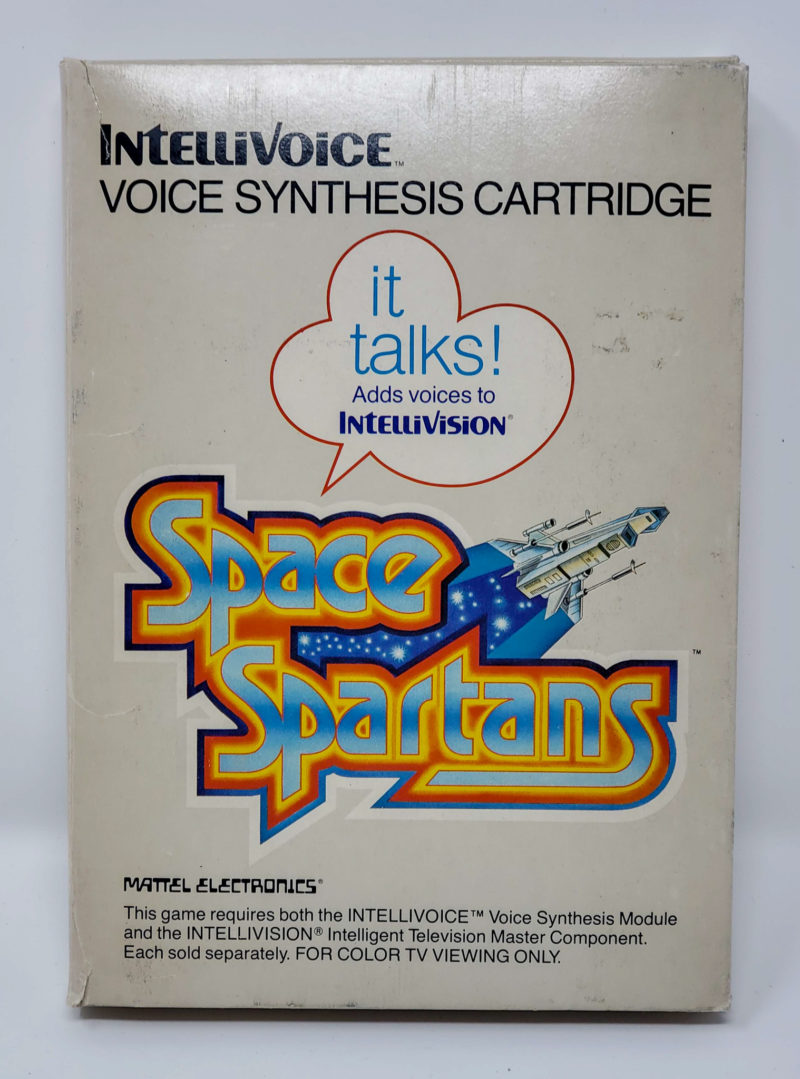 INTELLIVOICE™
VOICE SYNTHESIS CARTRIDGE
it
talks!
Adds voices to
INTELLIVISION®
Space
Spartans™
MATTEL ELECTRONICS®
This game requires both the INTELLIVOICE™ Voice Synthesis Module
and the INTELLIVISION® Intelligent Television Master Component.
Each sold separately. FOR COLOR TV VIEWING ONLY.